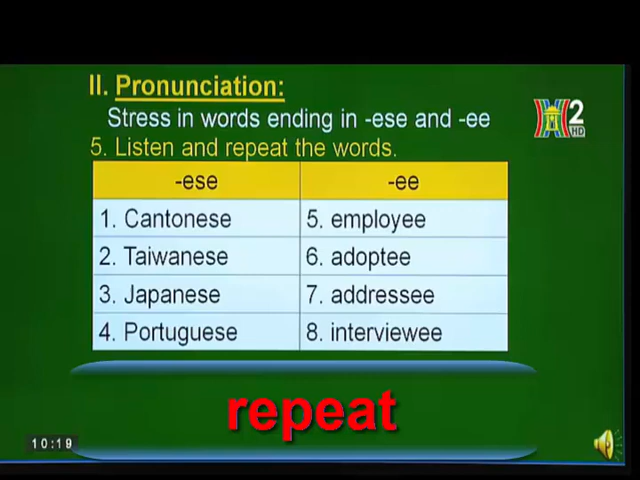 II. Pronunciation:
Stress in words ending in -ese and -ee
5. Listen and repeat the words.
-ese -ee
1. Cantonese 5. employee
2. Taiwanese 6. adoptee
3. Japanese 7. addressee
4. Portuguese 8. interviewee
repeat
10:19
H2
HD